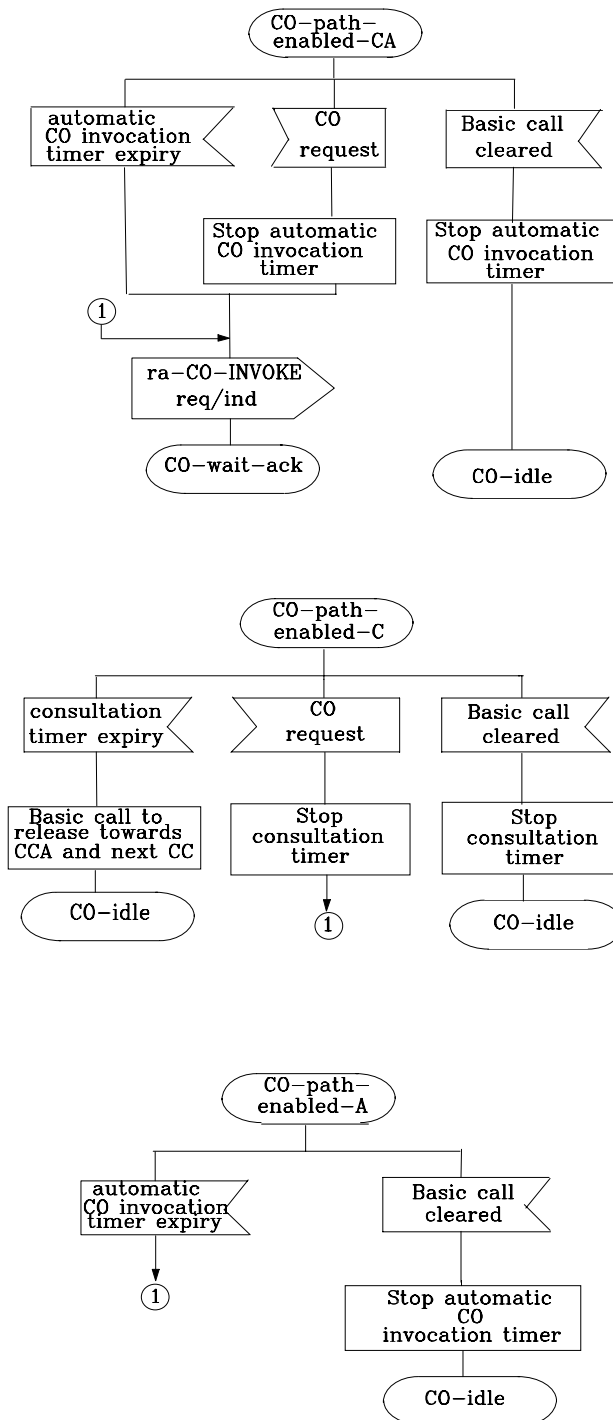 CO-path-
enabled-CA
automatic
CO invocation
timer expiry
CO
request
Basic call
cleared
Stop automatic
CO invocation
timer
Stop automatic
CO invocation
timer
1
ra-CO-INVOKE
req/ind
CO-wait-ack
CO-idle
CO-path-
enabled-C
consultation
timer expiry
CO
request
Basic call
cleared
Basic call to
release towards
CCA and next CC
Stop
consultation
timer
Stop
consultation
timer
CO-idle
1
CO-idle
CO-path-
enabled-A
automatic
CO invocation
timer expiry
Basic call
cleared
1
Stop automatic
CO
invocation timer
CO-idle